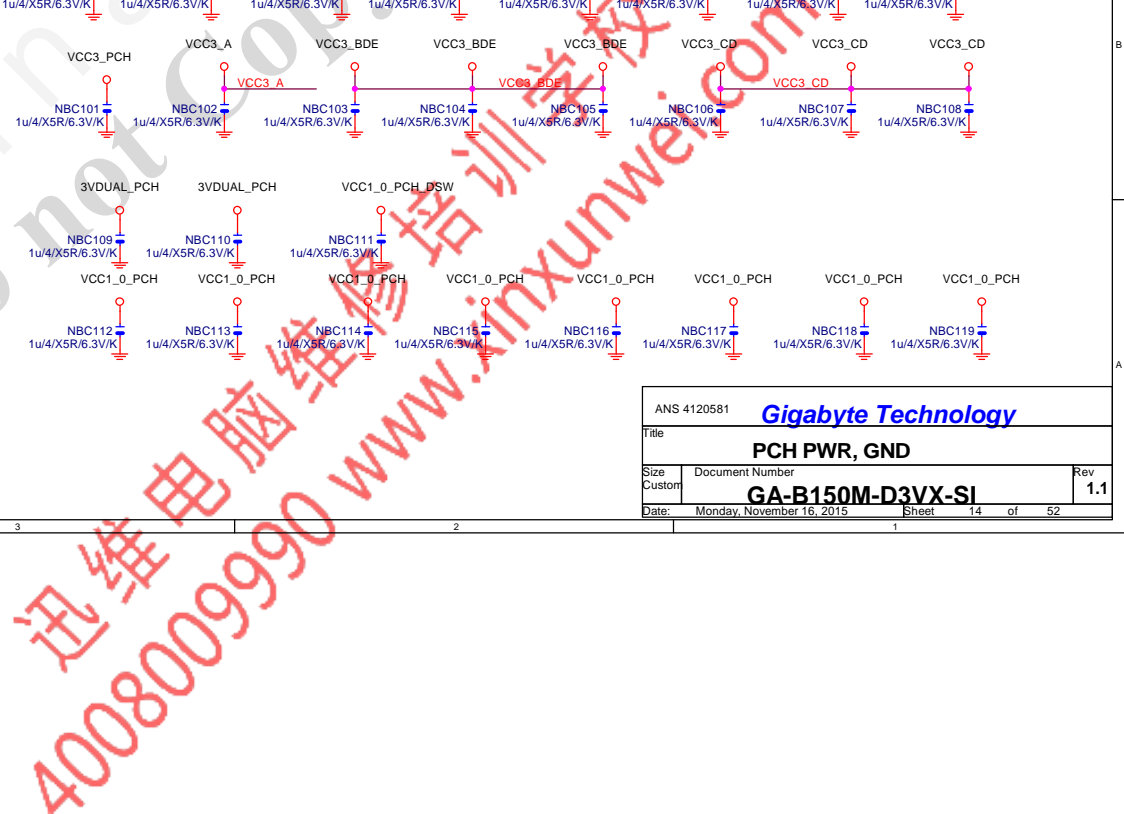 1u/4/X5R/6.3V/K 1u/4/X5R/6.3V/K 1u/4/X5R/6.3V/K 1u/4/X5R/6.3V/K 1u/4/X5R/6.3V/K 1u/4/X5R/6.3V/K 1u/4/X5R/6.3V/K 1u/4/X5R/6.3V/K
B
VCC3_PCH VCC3_A VCC3_BDE VCC3_BDE VCC3_BDE VCC3_CD VCC3_CD VCC3_CD
VCC3_A VCC3_BDE VCC3_CD
NBC101 NBC102 NBC103 NBC104 NBC105 NBC106 NBC107 NBC108
1u/4/X5R/6.3V/K 1u/4/X5R/6.3V/K 1u/4/X5R/6.3V/K 1u/4/X5R/6.3V/K 1u/4/X5R/6.3V/K 1u/4/X5R/6.3V/K 1u/4/X5R/6.3V/K 1u/4/X5R/6.3V/K
3VDUAL_PCH 3VDUAL_PCH VCC1_0_PCH_DSW
NBC109 NBC110 NBC111
1u/4/X5R/6.3V/K 1u/4/X5R/6.3V/K 1u/4/X5R/6.3V/K
VCC1_0_PCH VCC1_0_PCH VCC1_0_PCH VCC1_0_PCH VCC1_0_PCH VCC1_0_PCH VCC1_0_PCH VCC1_0_PCH
NBC112 NBC113 NBC114 NBC115 NBC116 NBC117 NBC118 NBC119
1u/4/X5R/6.3V/K 1u/4/X5R/6.3V/K 1u/4/X5R/6.3V/K 1u/4/X5R/6.3V/K 1u/4/X5R/6.3V/K 1u/4/X5R/6.3V/K 1u/4/X5R/6.3V/K 1u/4/X5R/6.3V/K
A
ANS 4120581 Gigabyte Technology
Title
PCH PWR, GND
Size Document Number Rev
Custom GA-B150M-D3VX-SI 1.1
Date: Monday, November 16, 2015 Sheet 14 of 52
3 2 1
not
迅维电脑维修培训学校
4008009990 www.xinxunwei.com